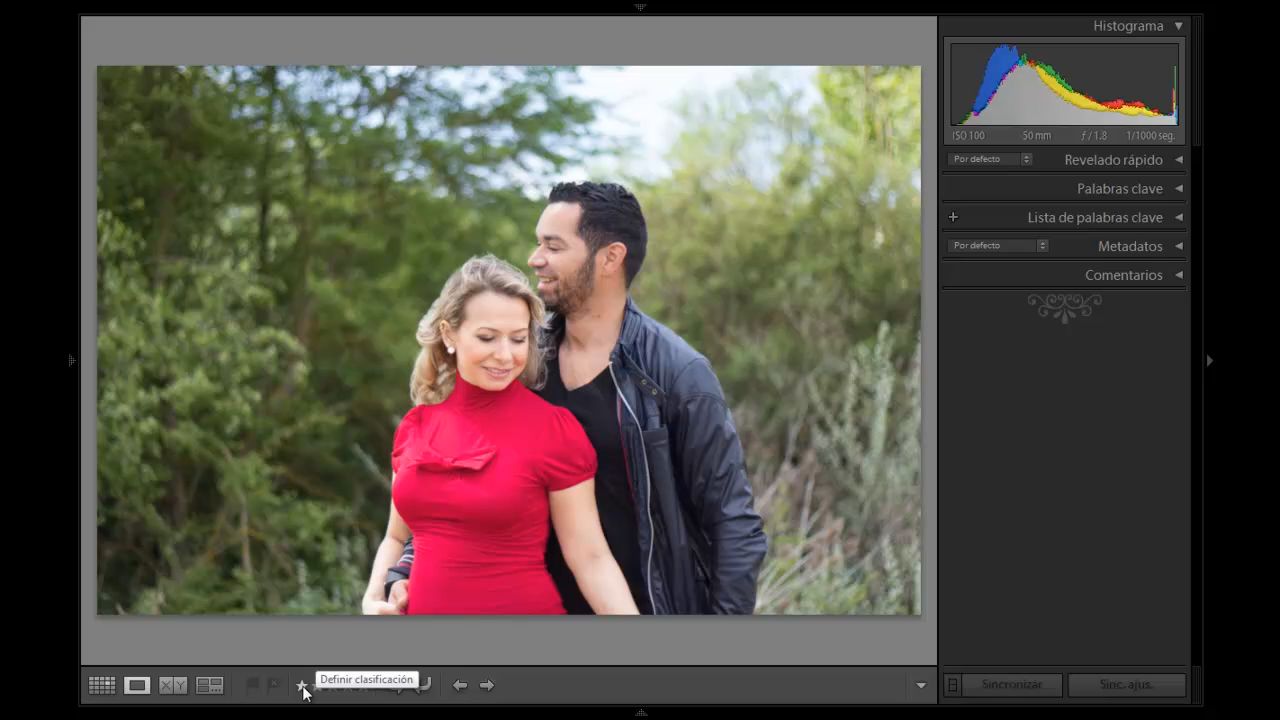 Histograma
ISO 100 50 mm ƒ / 1.8 1/1000 seg.
Por defecto Revelado rápido
Palabras clave
+ Lista de palabras clave
Por defecto Metadatos
Comentarios
XY Definir clasificación Sincronizar Sinc. ajus.